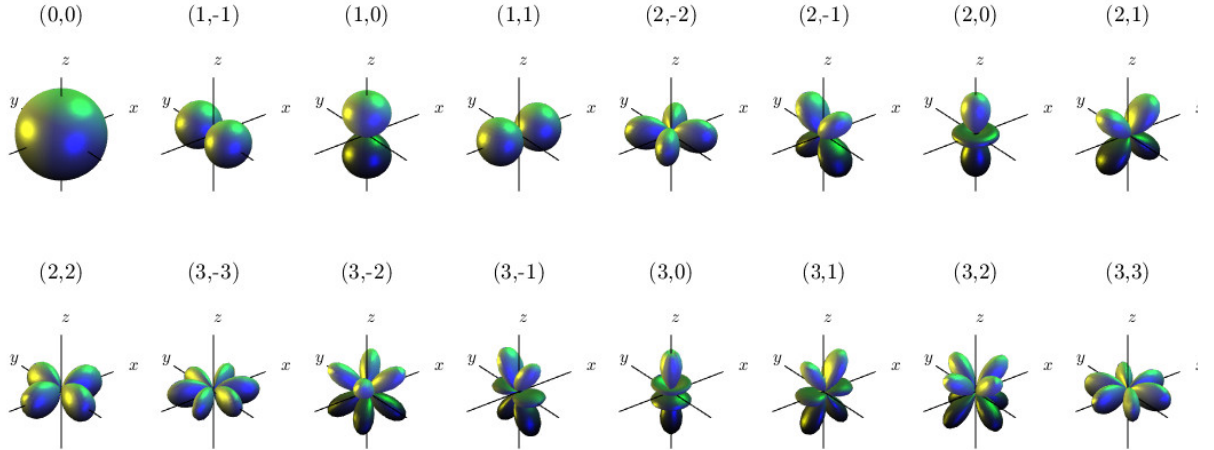 (0,0) (1,-1) (1,0) (1,1) (2,-2) (2,-1) (2,0) (2,1)
z z z z z z z z
y x y x y x y x y x y x y x y
(2,2) (3,-3) (3,-2) (3,-1) (3,0) (3,1) (3,2) (3,3)
z z z z z z z z
y x y x y x y x y x y x y x y